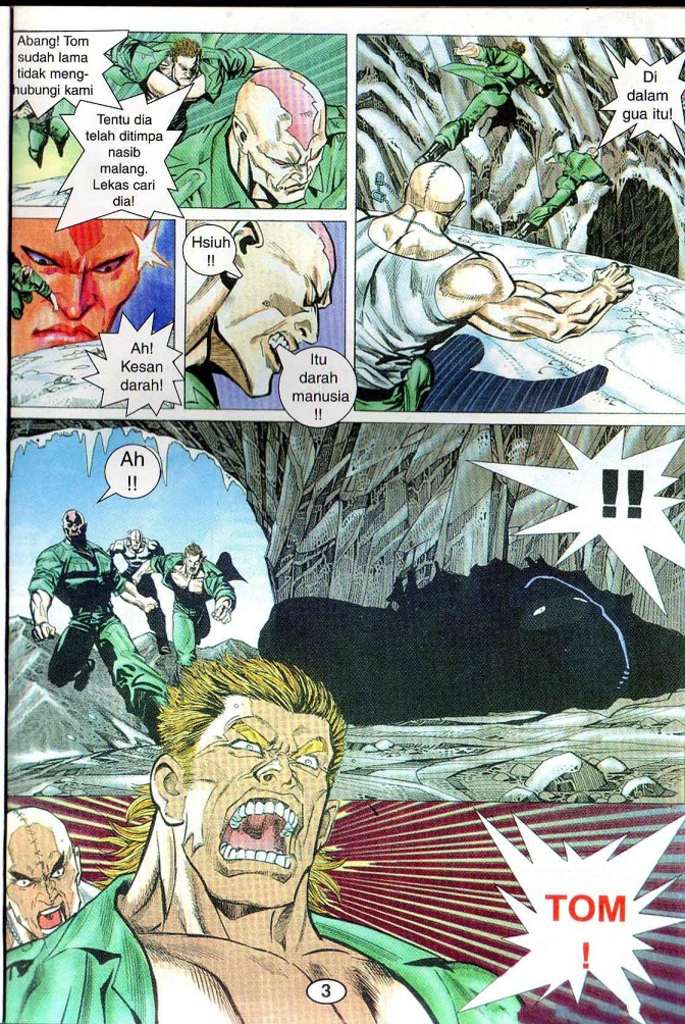 Abang! Tom
sudah lama
tidak meng-
hubungi kami
Tentu dia
telah ditimpa
nasib
malang.
Lekas cari
dia!
Di
dalam
gua itu!
Ah!
Kesan
darah!
Hsiuh
!!
Itu
darah
manusia
!!
Ah
!!
!!
TOM
!
3